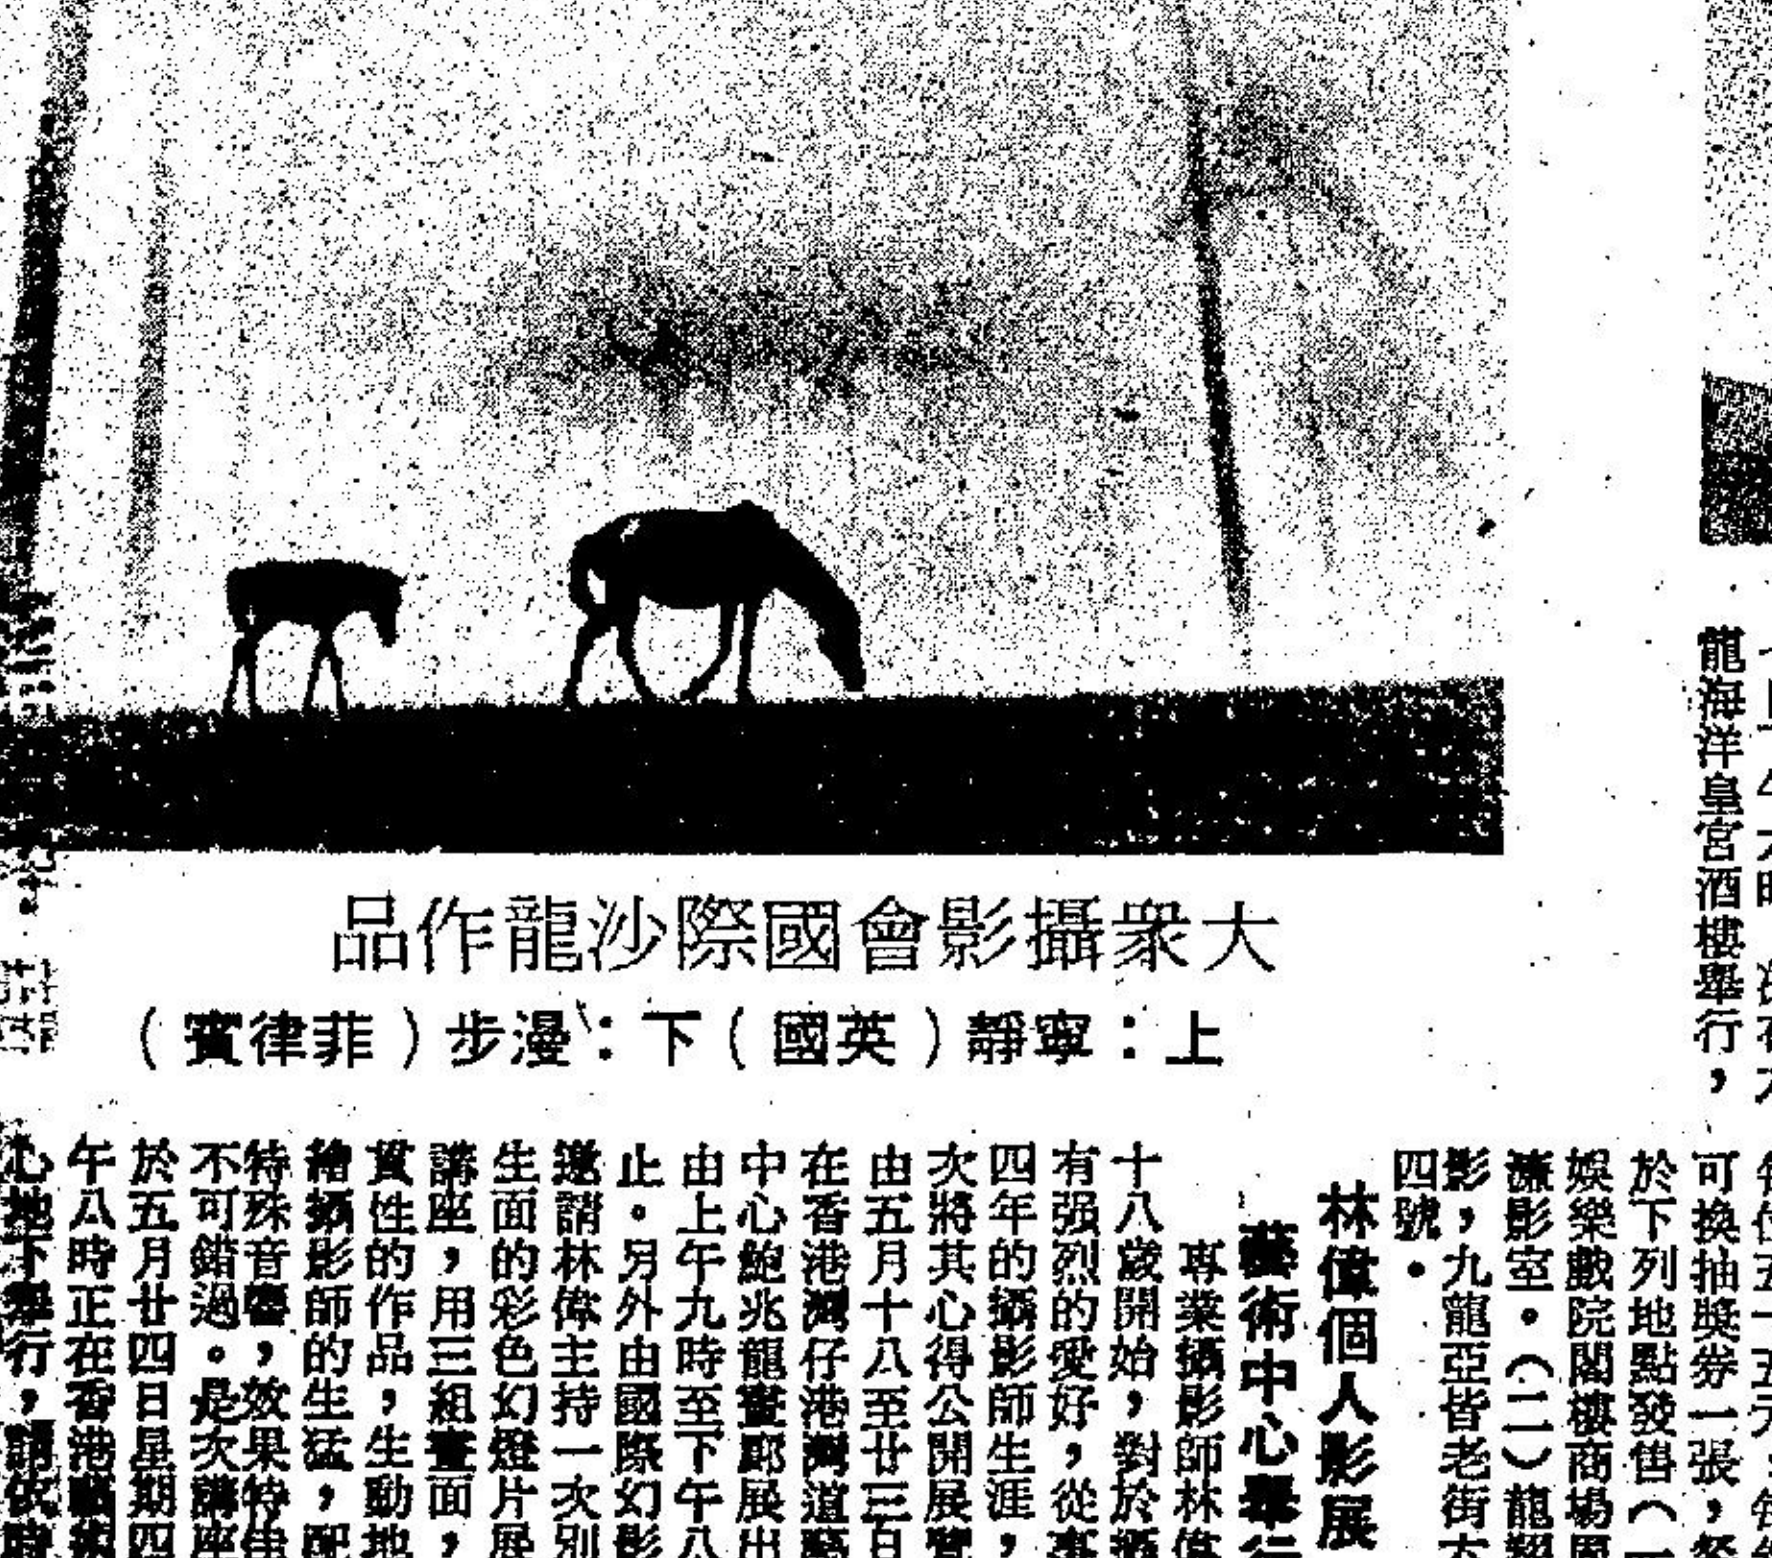 大衆攝影會國際沙龍作品
上：寧靜（英國）下：漫步（菲律賓）
龍海洋皇宮酒樓舉行，
可換抽獎券一張，
於下列地點發售（一
娛樂戲院閣樓商場
影室。（二）龍翔
影，九龍亞皆老街
四號。
林偉個人影展
藝術中心舉行
專業攝影師林偉
十八歲開始，對於攝
有强烈的愛好，從事
四年的攝影師生涯，
次將其心得公開展覽
由五月十八至廿三日
在香港灣仔港灣道藝
中心鮑兆龍畫廊展出
由上午九時至下午八
止。另外由國際幻影
邀請林偉主持一次別
生面的彩色幻燈片展
講座，用三組畫面，
貫性的作品，生動地
繪攝影師的生猛，配
特殊音響，效果特
不可錯過。是次講座
於五月廿四日星期四
午八時正在香港藝術
心地下舉行，請依時